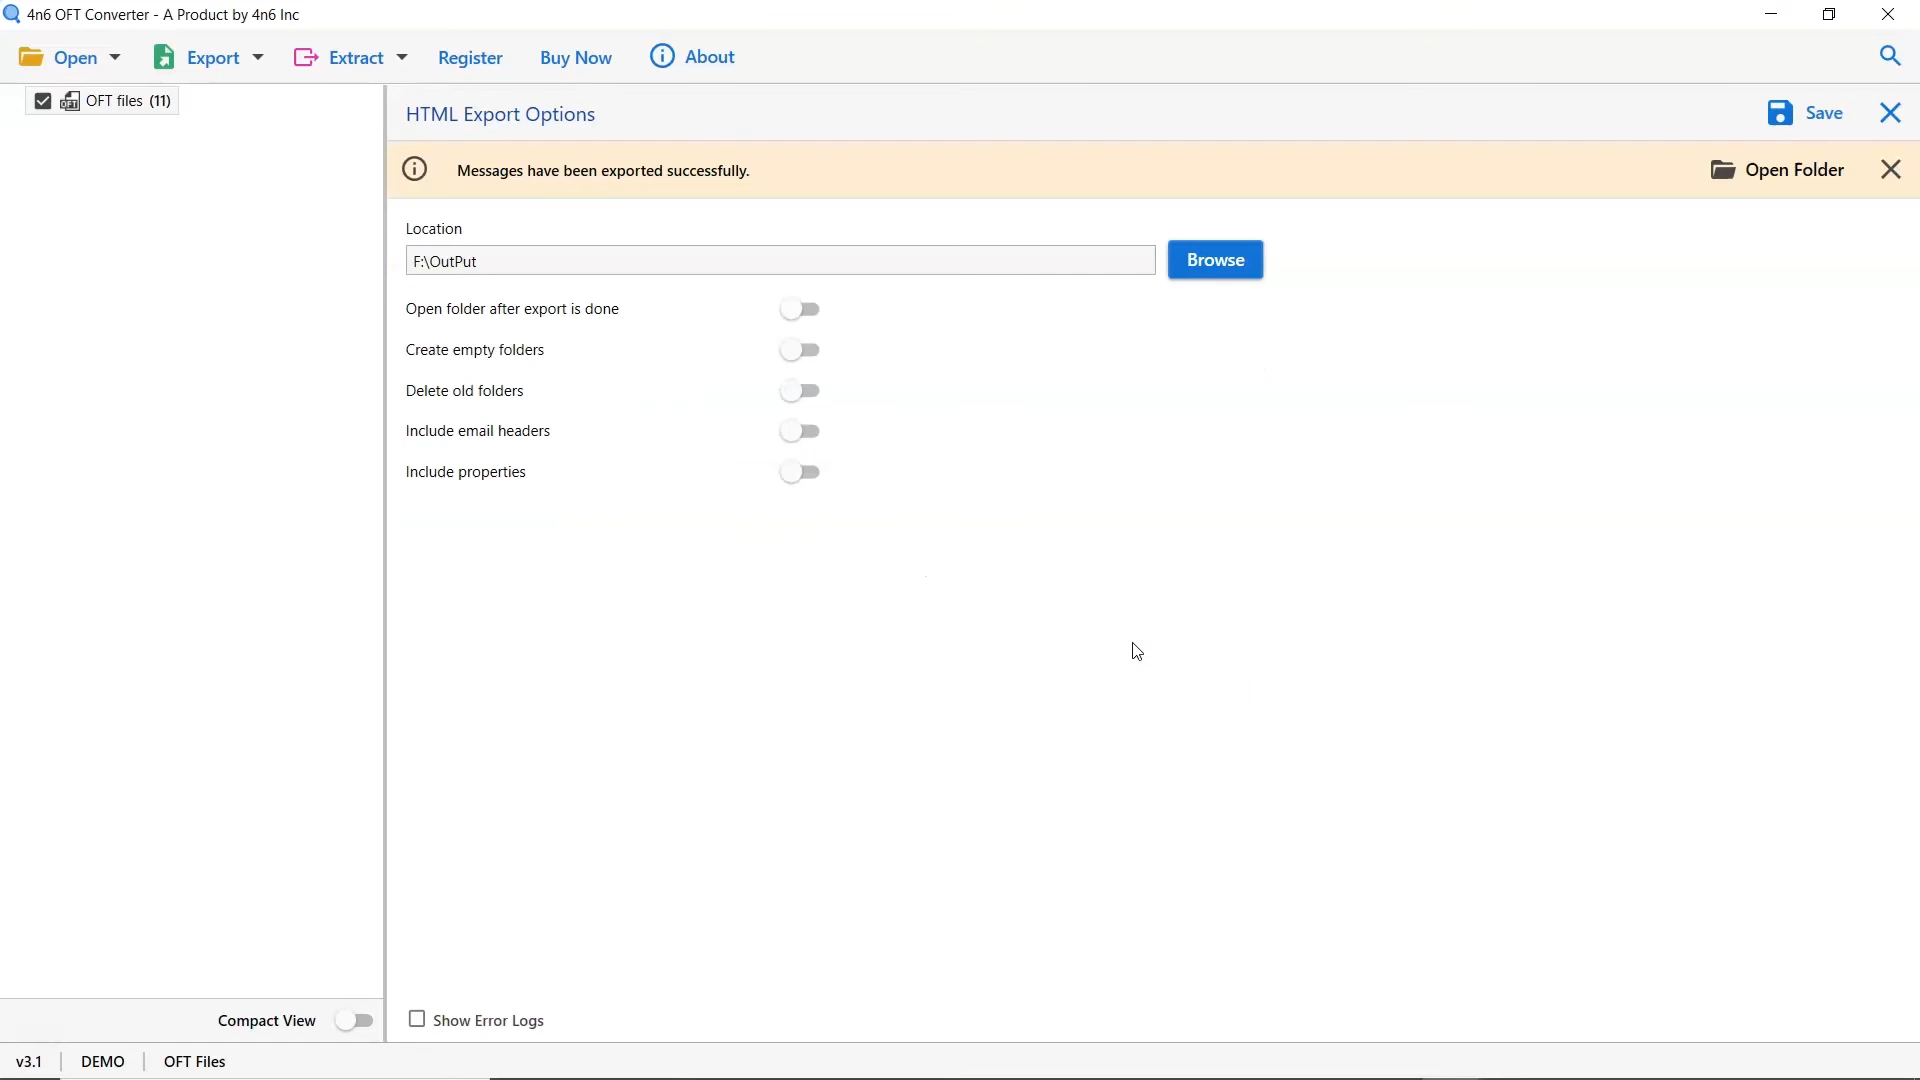 4n6 OFT Converter - A Product by 4n6 Inc
Open Export Extract Register Buy Now About
OFT files (11)
HTML Export Options Save
Messages have been exported successfully. Open Folder
Location
F:\OutPut Browse
Open folder after export is done
Create empty folders
Delete old folders
Include email headers
Include properties
Compact View Show Error Logs
v3.1 DEMO OFT Files